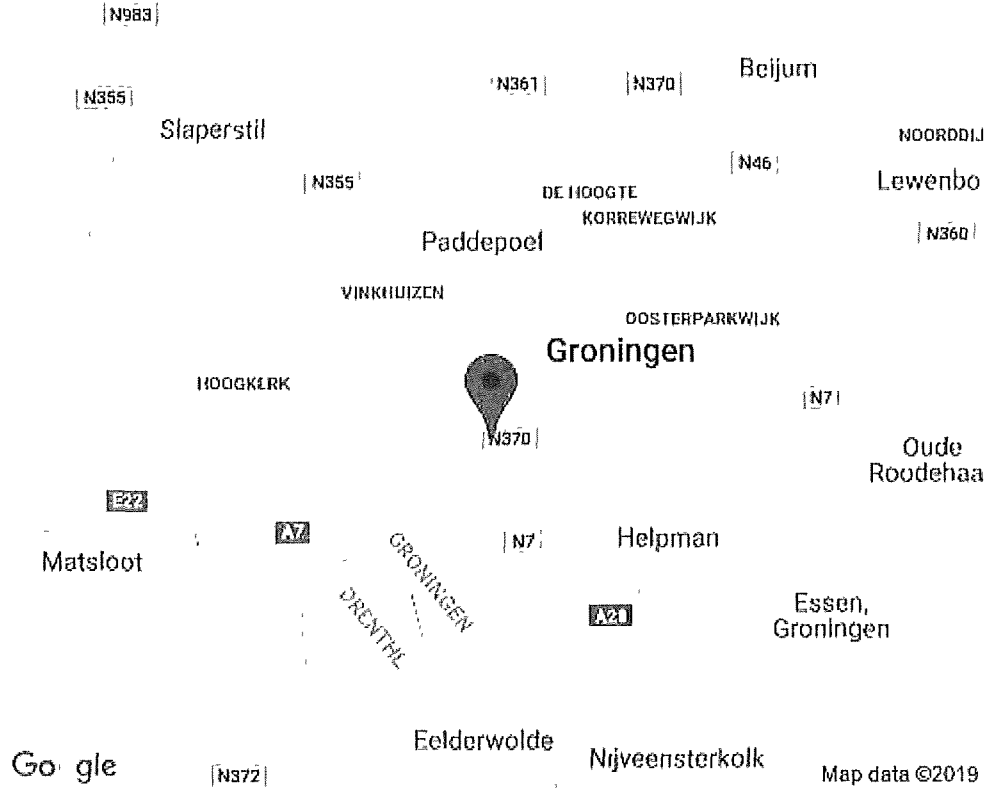 N983
Beijum
N361
N370
N355
Slaperstil
NOORDDIJ
N46
N355
Lewenbo
DE HOOGTE
KORREWEGWIJK
N360
Paddepoel
VINKHUIZEN
OOSTERPARKWIJK
Groningen
HOOGKERK
N7
N370
Oude
Roodehaa
E22
A7
N7
Helpman
GRONINGEN
Matsloot
DRENTHE
Essen,
Groningen
A28
Eelderwolde
Nijveensterkolk
Google
N372
Map data ©2019